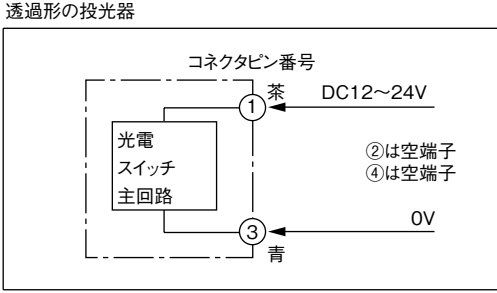 透過形の投光器
コネクタピン番号
茶
DC12～24V
①
光電
スイッチ
主回路
②は空端子
④は空端子
0V
③
青